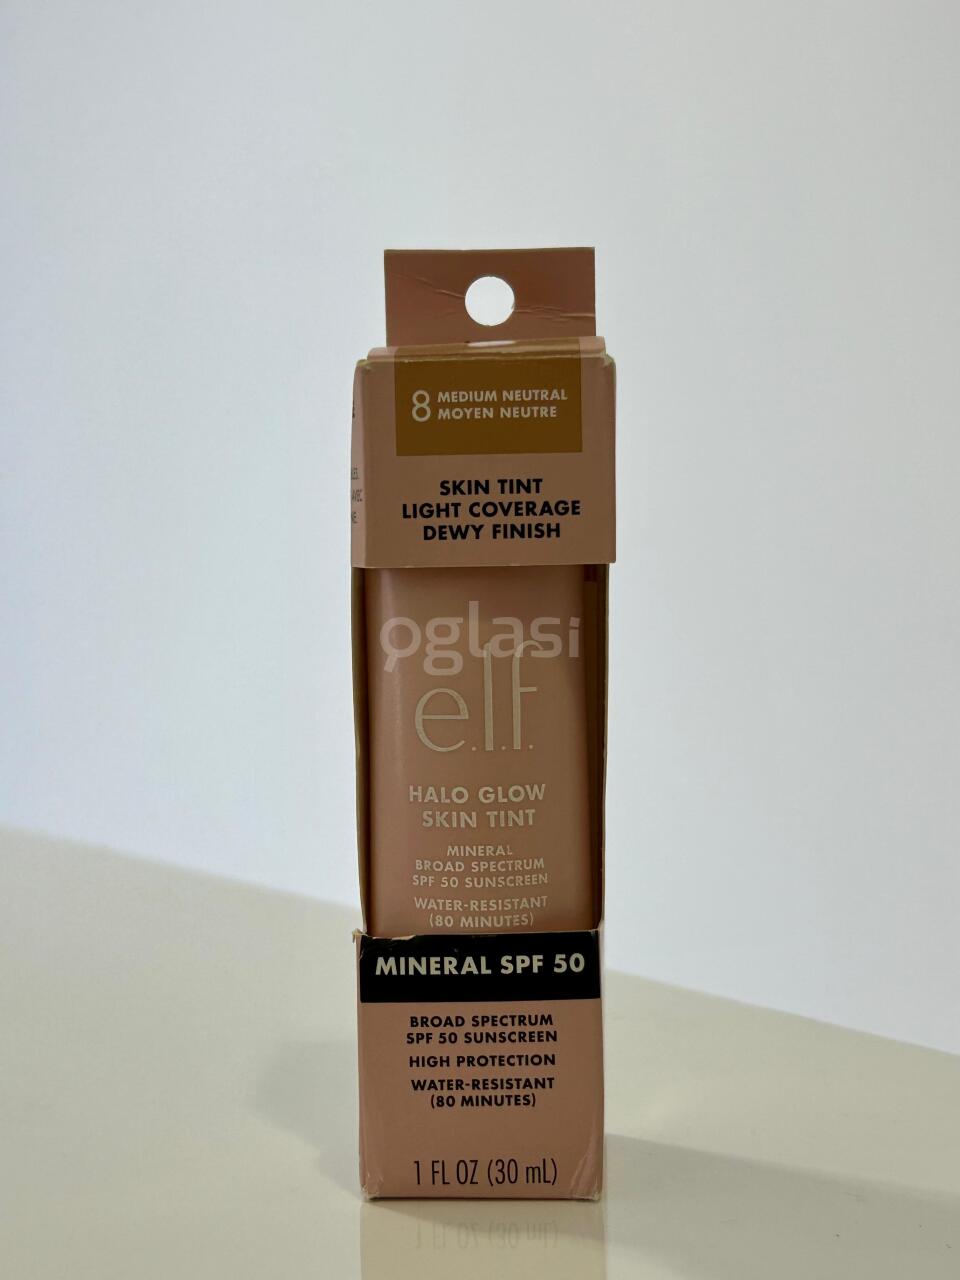 8 MEDIUM NEUTRAL
MOYEN NEUTRE
SKIN TINT
LIGHT COVERAGE
DEWY FINISH
oglasi
e.l.f.
HALO GLOW
SKIN TINT
MINERAL
BROAD SPECTRUM
SPF 50 SUNSCREEN
WATER-RESISTANT
(80 MINUTES)
MINERAL SPF 50
BROAD SPECTRUM
SPF 50 SUNSCREEN
HIGH PROTECTION
WATER-RESISTANT
(80 MINUTES)
1 FL OZ (30 mL)